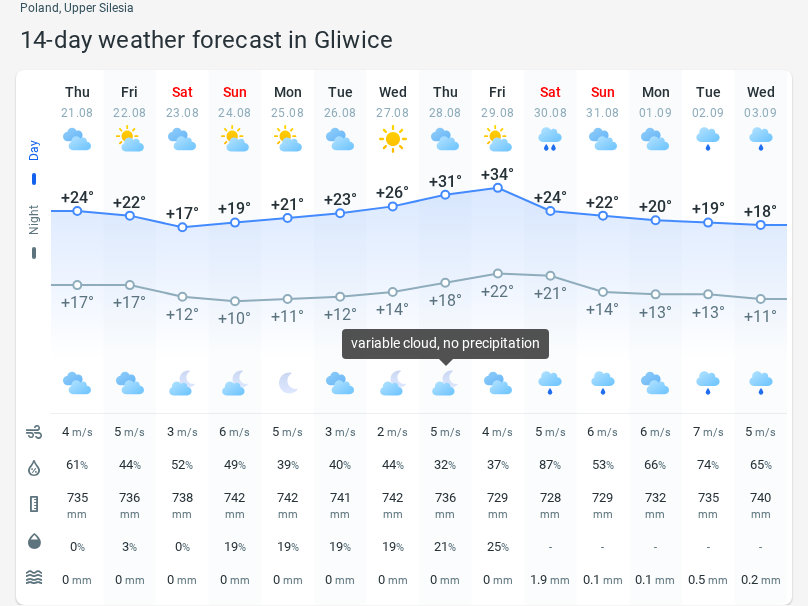 Poland, Upper Silesia
14-day weather forecast in Gliwice
Thu Fri Sat Sun Mon Tue Wed Thu Fri Sat Sun Mon Tue Wed
21.08 22.08 23.08 24.08 25.08 26.08 27.08 28.08 29.08 30.08 31.08 01.09 02.09 03.09
Day
Night
+24° +22° +17° +19° +21° +23° +26° +31° +34° +24° +22° +20° +19° +18°
+17° +17° +12° +10° +11° +12° +14° +18° +22° +21° +14° +13° +13° +11°
variable cloud, no precipitation
4 m/s 5 m/s 3 m/s 6 m/s 5 m/s 3 m/s 2 m/s 5 m/s 4 m/s 5 m/s 6 m/s 6 m/s 7 m/s 5 m/s
61% 44% 52% 49% 39% 40% 44% 32% 37% 87% 53% 66% 74% 65%
735 736 738 742 742 741 742 736 729 728 729 732 735 740
mm mm mm mm mm mm mm mm mm mm mm mm mm mm
0% 3% 0% 19% 19% 19% 19% 21% 25% - - - - -
0 mm 0 mm 0 mm 0 mm 0 mm 0 mm 0 mm 0 mm 0 mm 1.9 mm 0.1 mm 0.1 mm 0.5 mm 0.2 mm